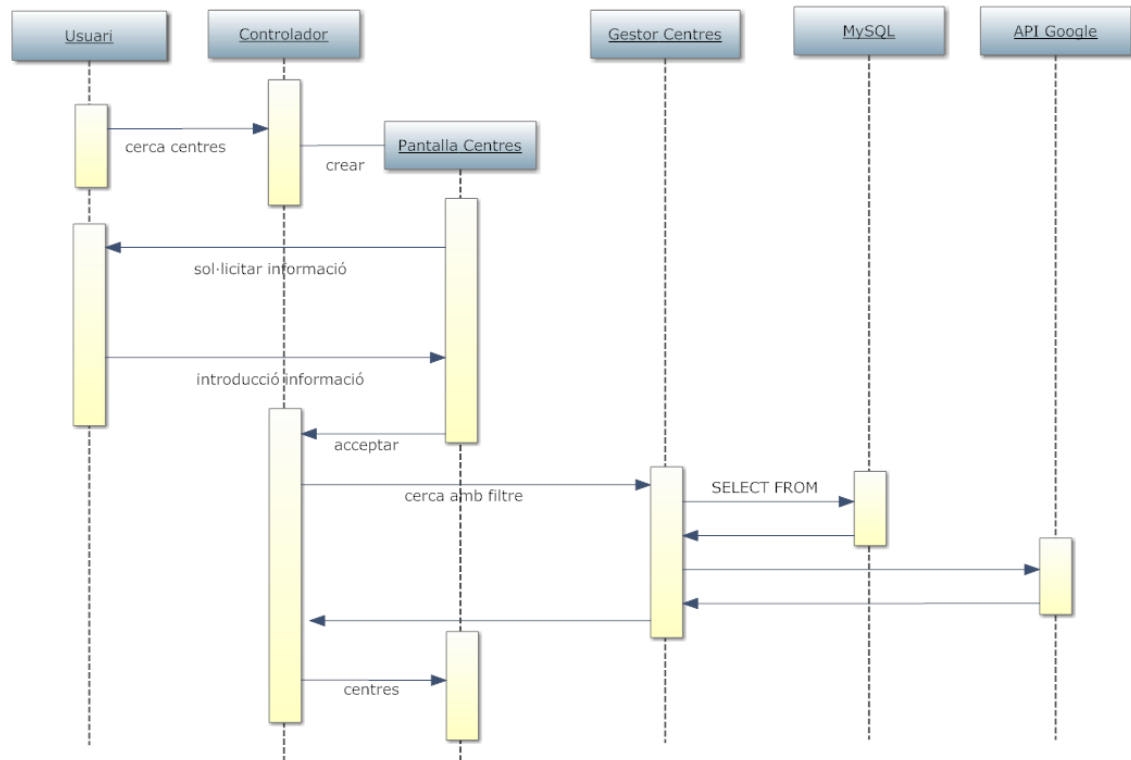 Usuari
Controlador
Gestor Centres
MySQL
API Google
cerca centres
Pantalla Centres
crear
sol·licitar informació
introducció informació
acceptar
cerca amb filtre
SELECT FROM
centres